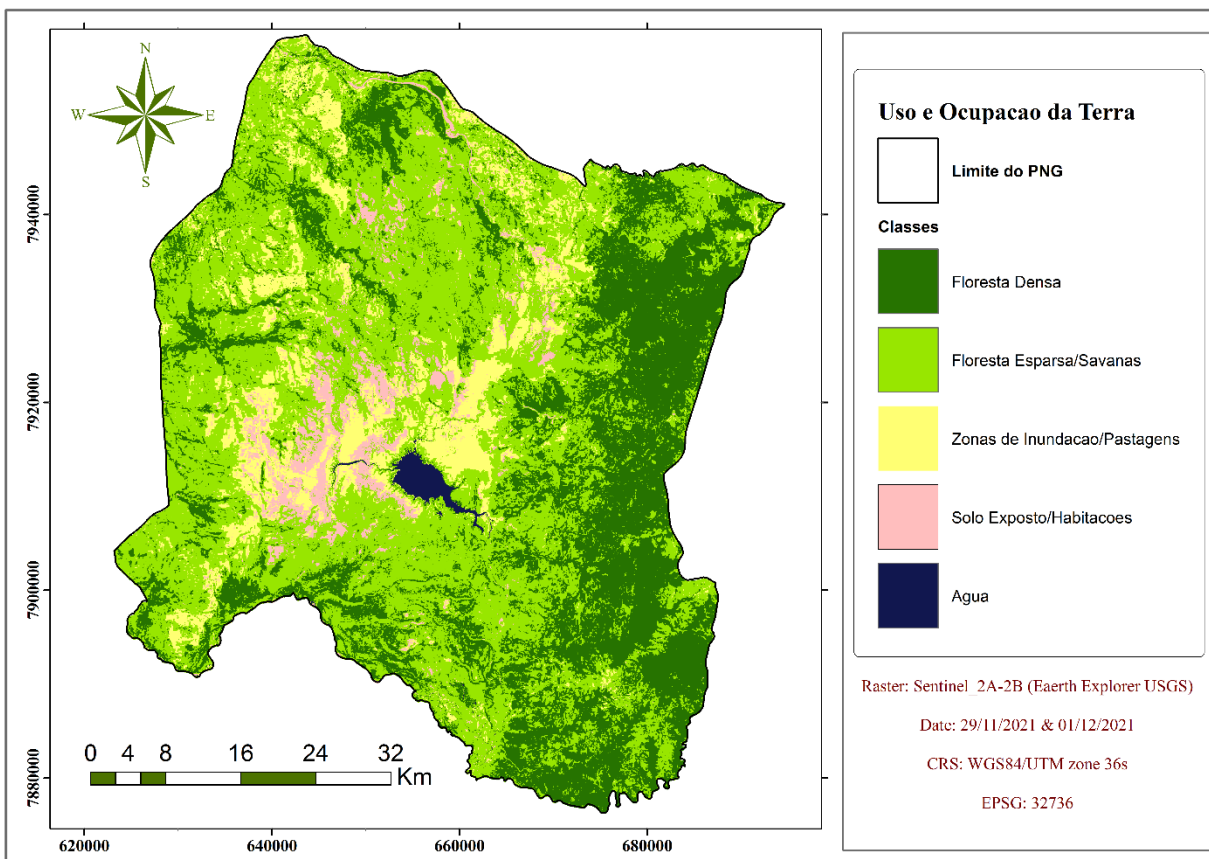 N
W
E
S
7940000
7920000
7900000
7880000
0 4 8 16 24 32
Km
620000 640000 660000 680000
Uso e Ocupacao da Terra
Limite do PNG
Classes
Floresta Densa
Floresta Esparsa/Savanas
Zonas de Inundacao/Pastagens
Solo Exposto/Habitacoes
Agua
Raster: Sentinel_2A-2B (Eaerth Explorer USGS)
Date: 29/11/2021 & 01/12/2021
CRS: WGS84/UTM zone 36s
EPSG: 32736